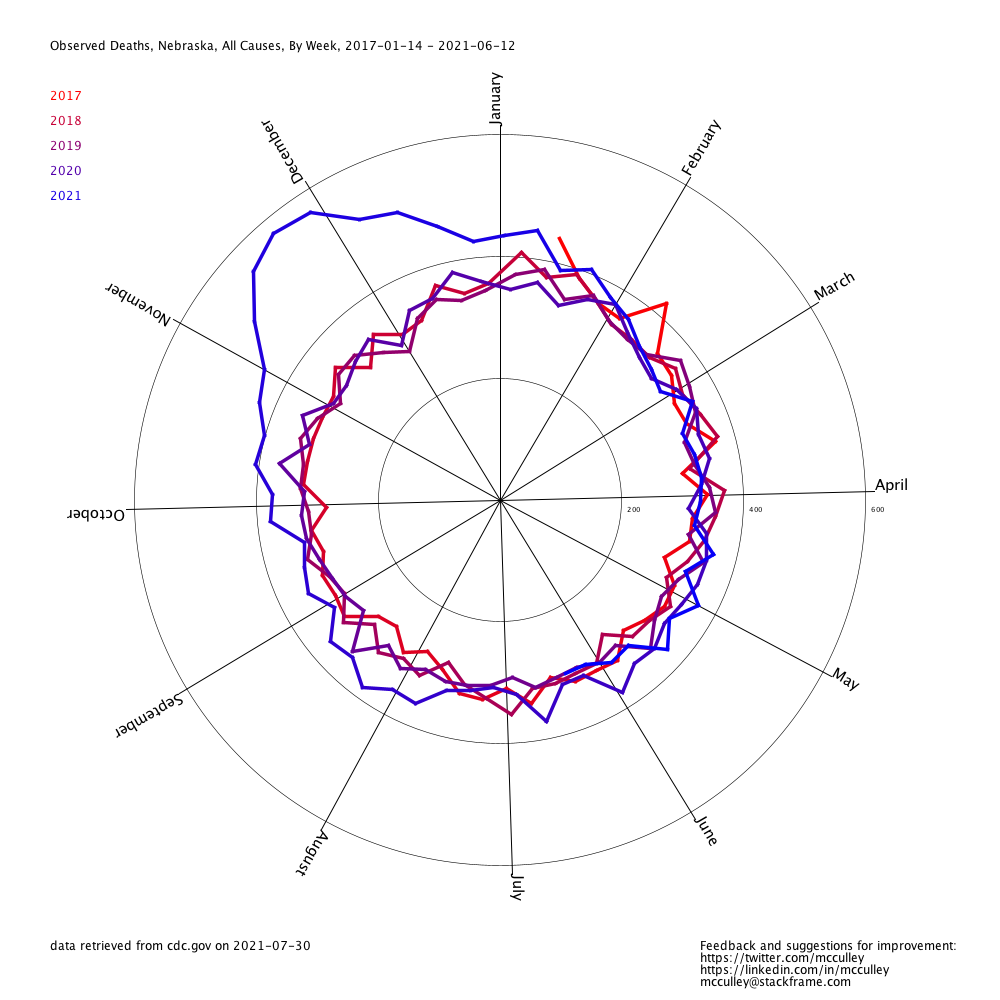 Observed Deaths, Nebraska, All Causes, By Week, 2017-01-14 - 2021-06-12
2017
2018
2019
2020
2021
January
February
March
April
May
June
July
August
September
October
November
December
200
400
600
data retrieved from cdc.gov on 2021-07-30
Feedback and suggestions for improvement:
https://twitter.com/mcculley
https://linkedin.com/in/mcculley
mcculley@stackframe.com